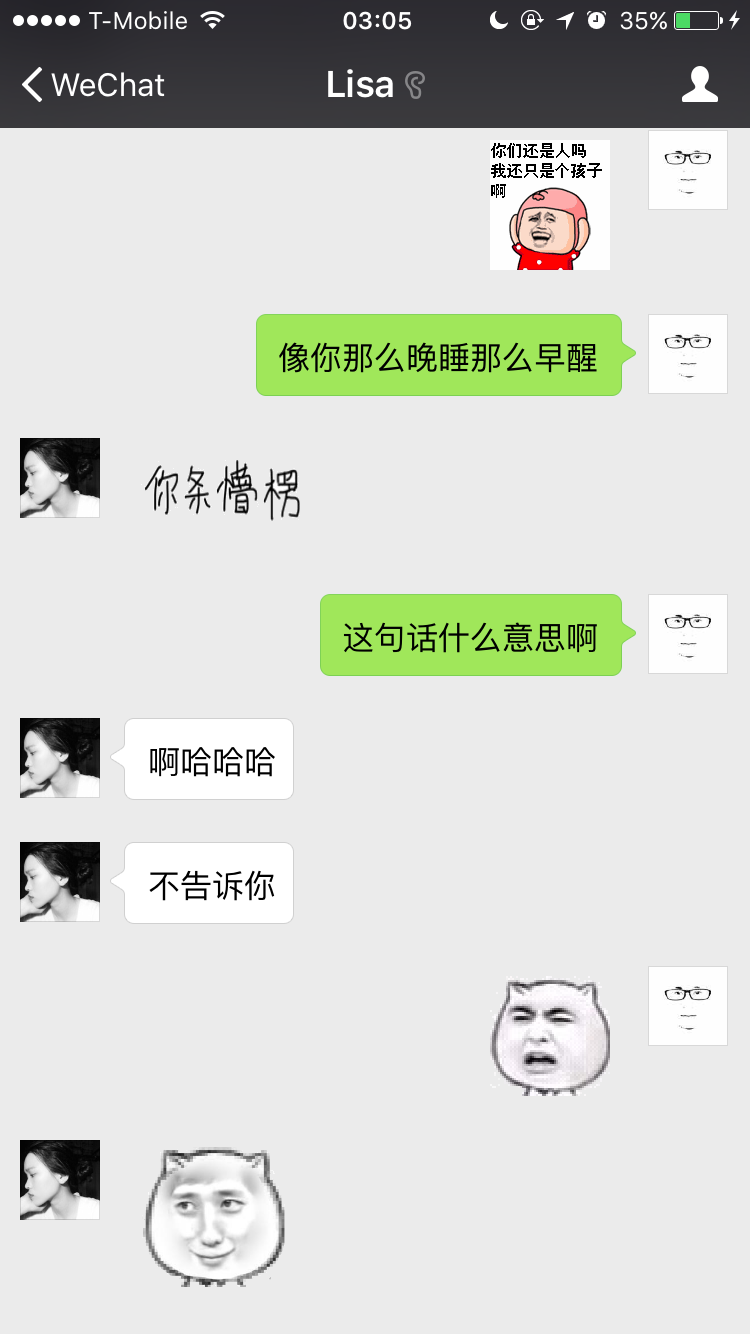 T-Mobile 03:05 35%
WeChat Lisa
你们还是人吗
我还只是个孩子
啊
像你那么晚睡那么早醒
你条懵楞
这句话什么意思啊
啊哈哈哈
不告诉你